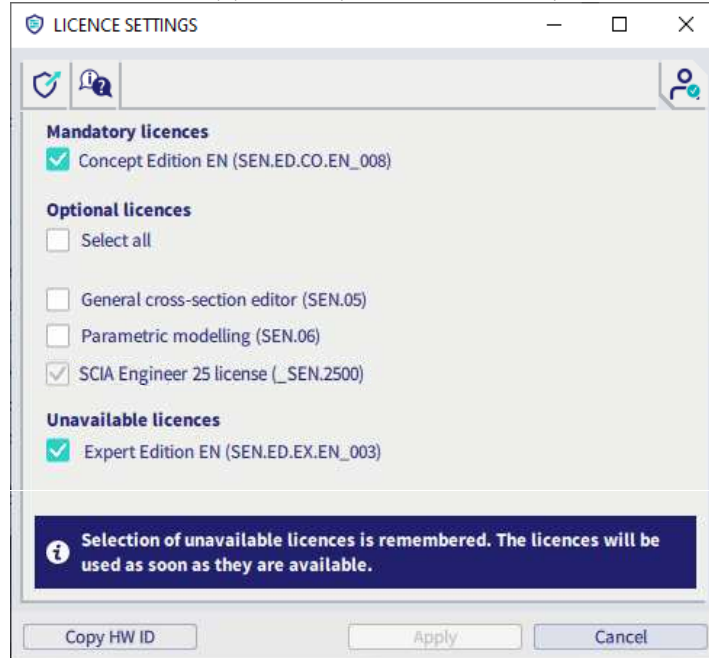 LICENCE SETTINGS
Mandatory licences
Concept Edition EN (SEN.ED.CO.EN_008)
Optional licences
Select all
General cross-section editor (SEN.05)
Parametric modelling (SEN.06)
SCIA Engineer 25 license (_SEN.2500)
Unavailable licences
Expert Edition EN (SEN.ED.EX.EN_003)
Selection of unavailable licences is remembered. The licences will be
used as soon as they are available.
Copy HW ID
Apply
Cancel